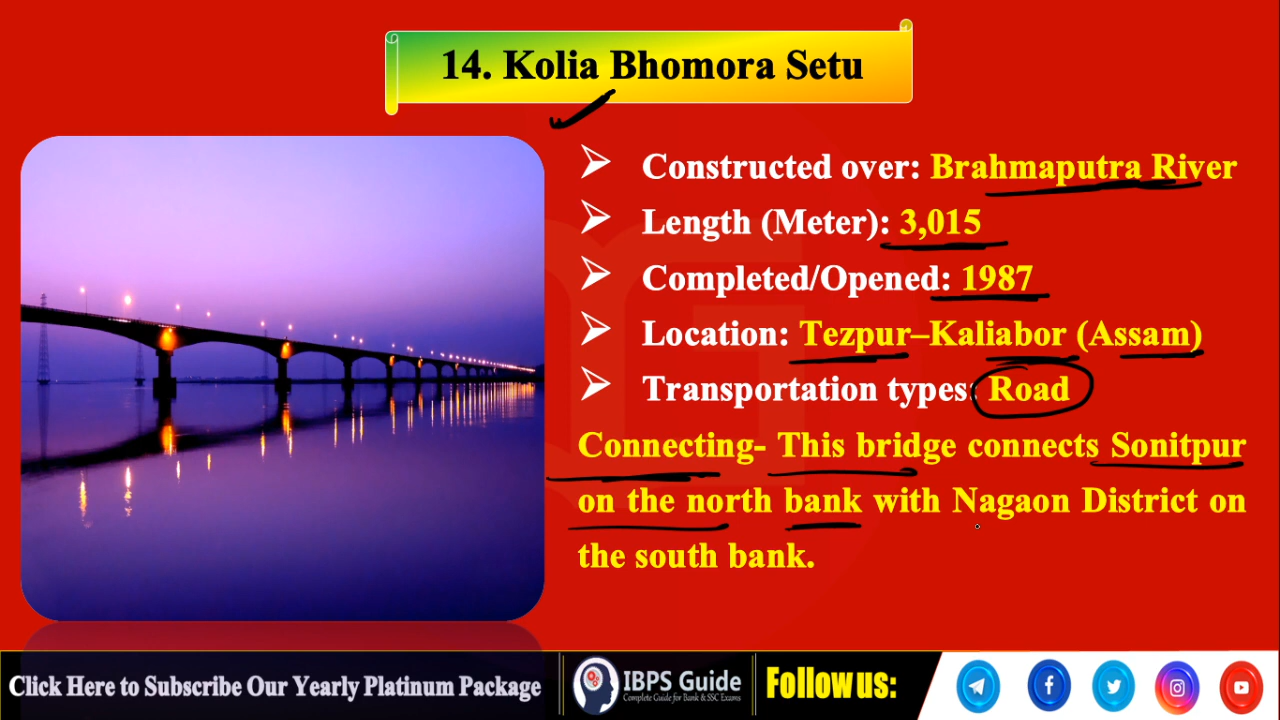 14. Kolia Bhomora Setu
Constructed over: Brahmaputra River
Length (Meter): 3,015
Completed/Opened: 1987
Location: Tezpur–Kaliabor (Assam)
Transportation types: Road
Connecting- This bridge connects Sonitpur
on the north bank with Nagaon District on
the south bank.
Click Here to Subscribe Our Yearly Platinum Package
IBPS Guide
Complete Guide for Bank & SSC Exams
Follow us: